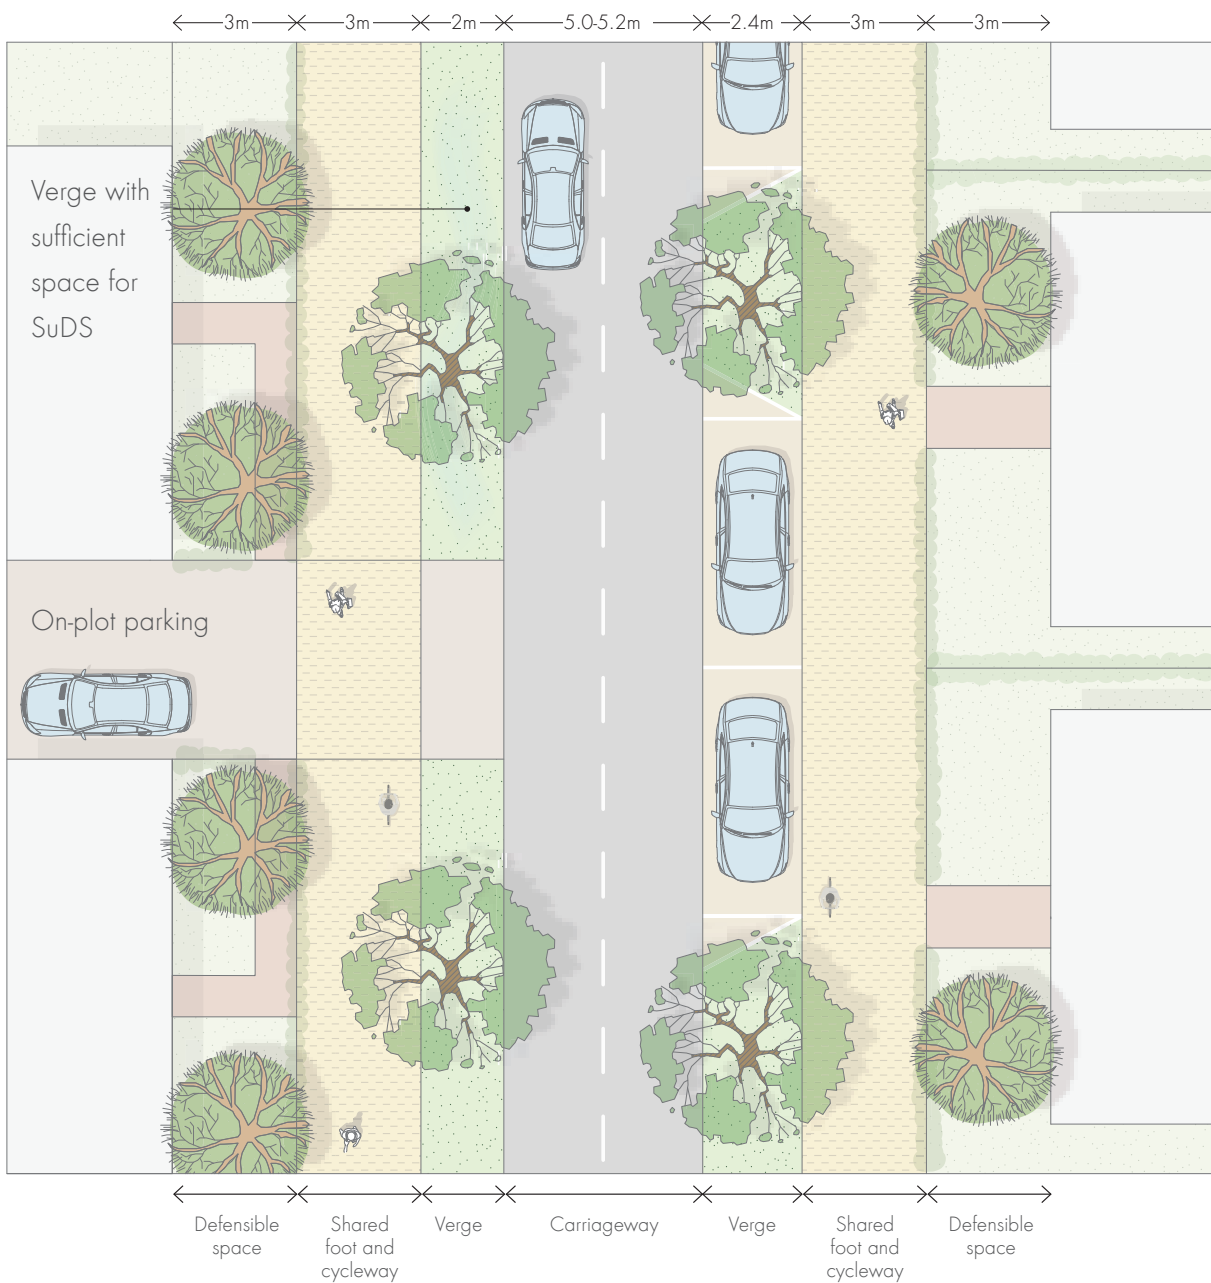 3m 3m 2m 5.0-5.2m 2.4m 3m 3m
Verge with
sufficient
space for
SuDS
On-plot parking
Defensible
space
Shared
foot and
cycleway
Verge
Carriageway
Verge
Shared
foot and
cycleway
Defensible
space